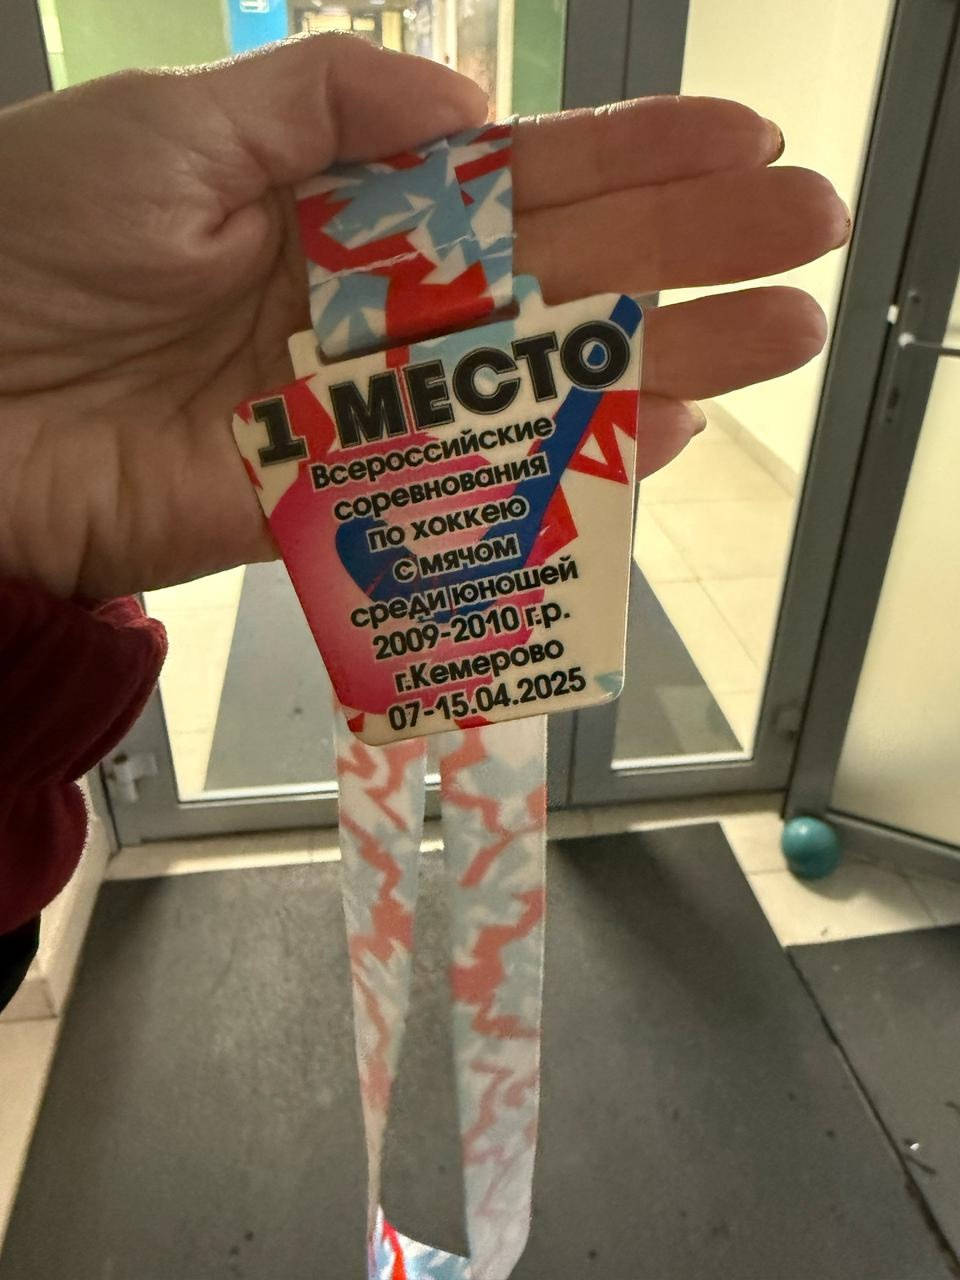 1 МЕСТО
Всероссийские
соревнования
по хоккею
с мячом
среди юношей
2009-2010 г.р.
г.Кемерово
07-15.04.2025